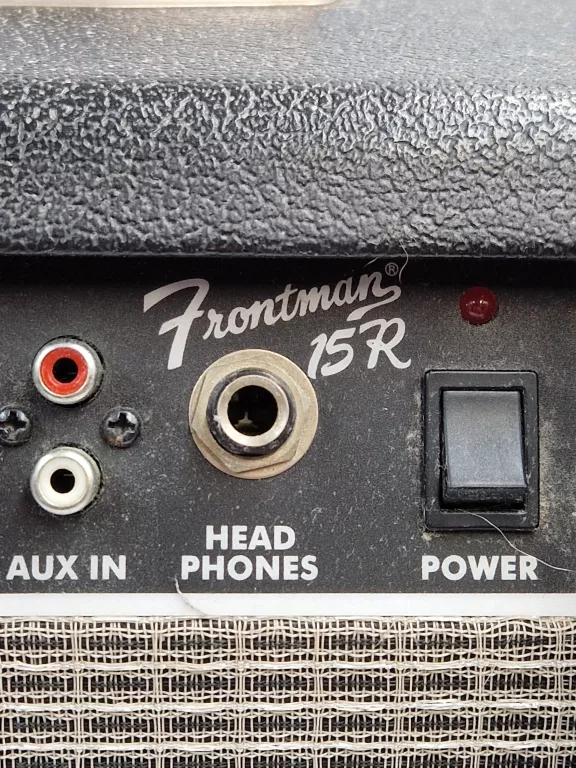 Frontman®
15R
AUX IN
HEAD
PHONES
POWER